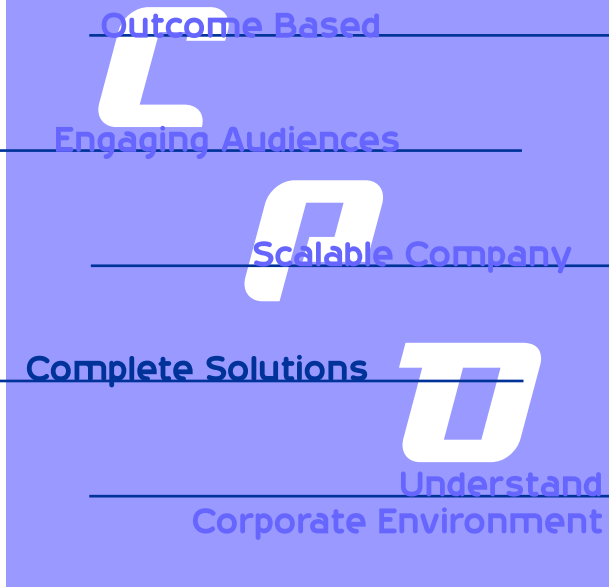 Outcome Based
C
Engaging Audiences
P
Scalable Company
Complete Solutions
D
Understand
Corporate Environment